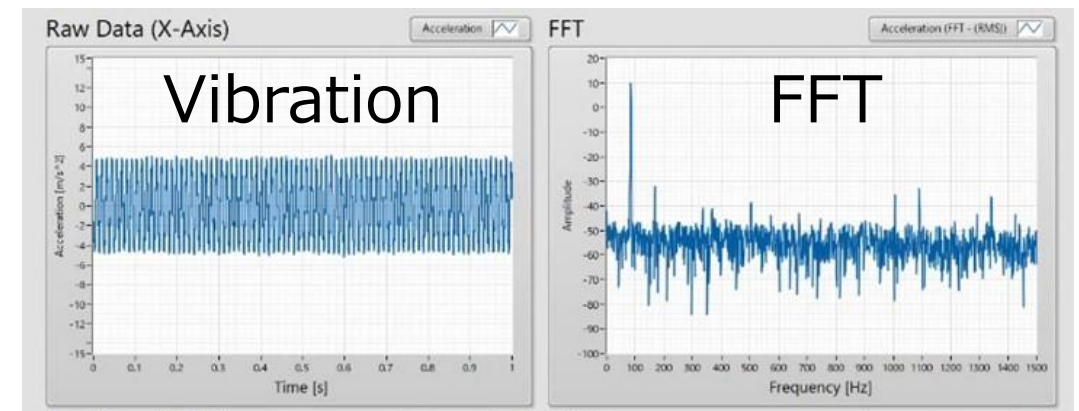 Raw Data (X-Axis)
Acceleration
Vibration
15
12
10
8
6
4
2
0
-2
-4
-6
-8
-10
-12
-15
Acceleration [m/s^2]
0 0.1 0.2 0.3 0.4 0.5 0.6 0.7 0.8 0.9 1
Time [s]
FFT
Acceleration (FFT - (RMS))
FFT
20
10
0
-10
-20
-30
-40
-50
-60
-70
-80
-90
-100
Amplitude
0 100 200 300 400 500 600 700 800 900 1000 1100 1200 1300 1400 1500
Frequency [Hz]